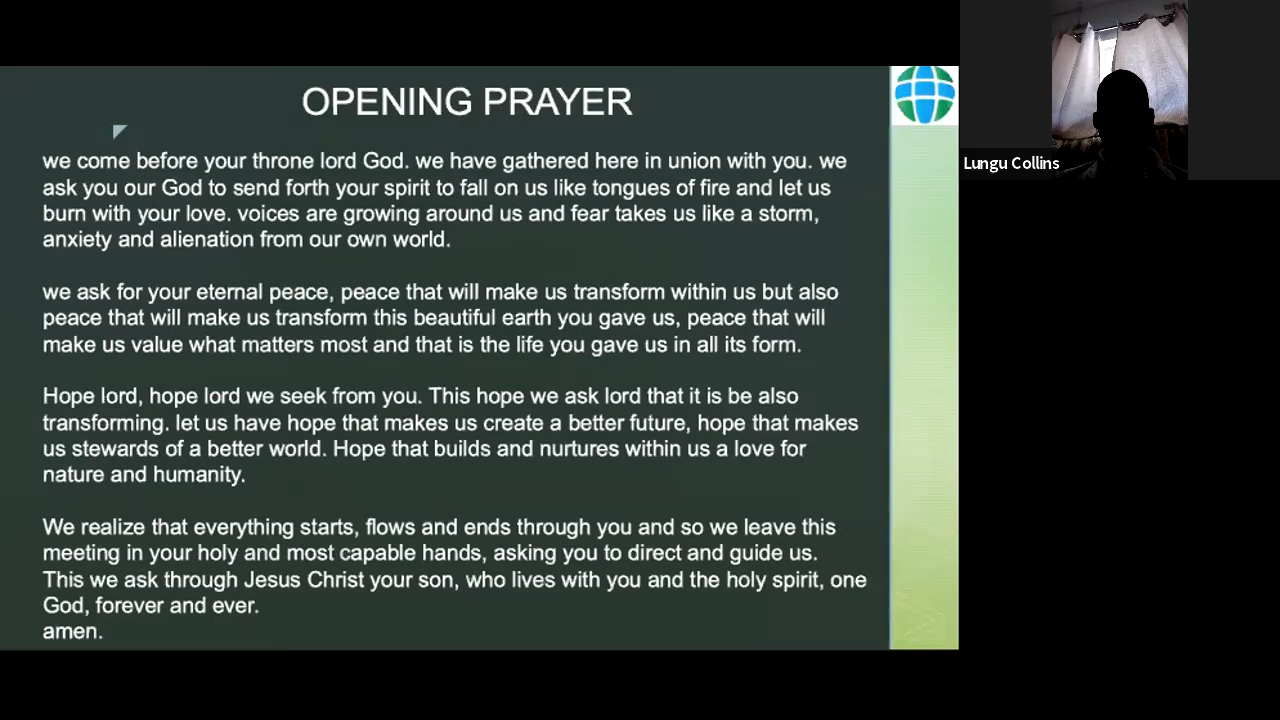 OPENING PRAYER
we come before your throne lord God. we have gathered here in union with you. we
ask you our God to send forth your spirit to fall on us like tongues of fire and let us
burn with your love. voices are growing around us and fear takes us like a storm,
anxiety and alienation from our own world.
we ask for your eternal peace, peace that will make us transform within us but also
peace that will make us transform this beautiful earth you gave us, peace that will
make us value what matters most and that is the life you gave us in all its form.
Hope lord, hope lord we seek from you. This hope we ask lord that it is be also
transforming. let us have hope that makes us create a better future, hope that makes
us stewards of a better world. Hope that builds and nurtures within us a love for
nature and humanity.
We realize that everything starts, flows and ends through you and so we leave this
meeting in your holy and most capable hands, asking you to direct and guide us.
This we ask through Jesus Christ your son, who lives with you and the holy spirit, one
God, forever and ever.
amen.
Lungu Collins